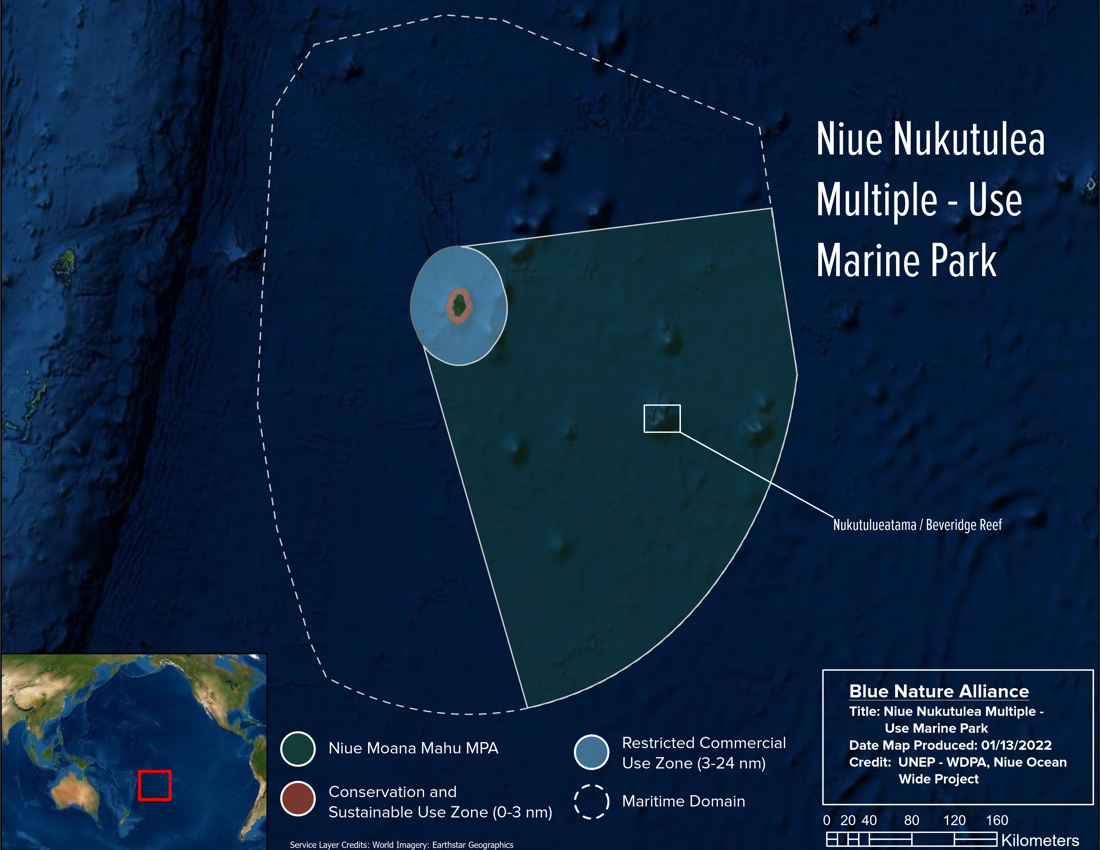 Niue Nukutulea
Multiple - Use
Marine Park
Nukutulueatama / Beveridge Reef
Niue Moana Mahu MPA
Conservation and
Sustainable Use Zone (0-3 nm)
Restricted Commercial
Use Zone (3-24 nm)
Maritime Domain
Service Layer Credits: World Imagery: Earthstar Geographics
Blue Nature Alliance
Title: Niue Nukutulea Multiple -
Use Marine Park
Date Map Produced: 01/13/2022
Credit: UNEP - WDPA, Niue Ocean
Wide Project
0 20 40 80 120 160
Kilometers